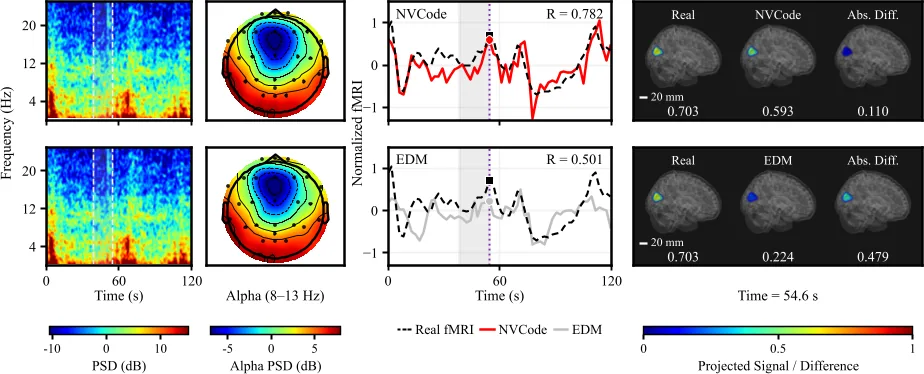 NVCode R = 0.782
Real NVCode Abs. Diff.
20 mm
0.703 0.593 0.110
EDM R = 0.501
Real EDM Abs. Diff.
20 mm
0.703 0.224 0.479
Frequency (Hz)
20
12
4
20
12
4
0 60 120
Time (s)
Alpha (8–13 Hz)
Normalized fMRI
1
0
−1
1
0
−1
0 60 120
Time (s)
Time = 54.6 s
Real fMRI NVCode EDM
-10 0 10
PSD (dB)
-5 0 5
Alpha PSD (dB)
0 0.5 1
Projected Signal / Difference